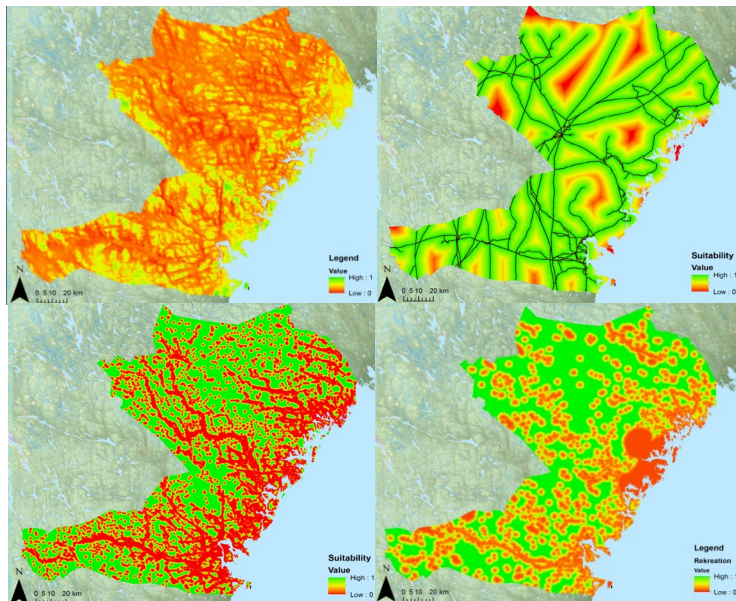 Legend
Value
High : 1
Low : 0
N
0 5 10 20 km
Suitability
Value
High : 1
Low : 0
N
0 5 10 20 km
Suitability
Value
High : 1
Low : 0
N
0 5 10 20 km
Legend
Rekreation
Value
High : 1
Low : 0
N
0 5 10 20 km